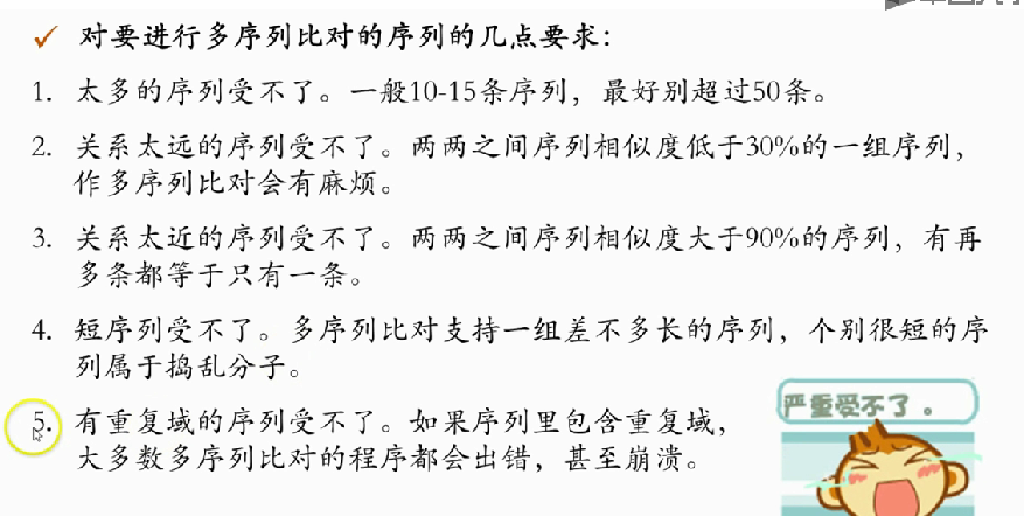 ✓ 对要进行多序列比对的序列的几点要求：
1. 太多的序列受不了。一般10-15条序列，最好别超过50条。
2. 关系太远的序列受不了。两两之间序列相似度低于30%的一组序列，
作多序列比对会有麻烦。
3. 关系太近的序列受不了。两两之间序列相似度大于90%的序列，有再
多条都等于只有一条。
4. 短序列受不了。多序列比对支持一组差不多长的序列，个别很短的序
列属于捣乱分子。
5. 有重复域的序列受不了。如果序列里包含重复域，
大多数多序列比对的程序都会出错，甚至崩溃。
严重受不了。